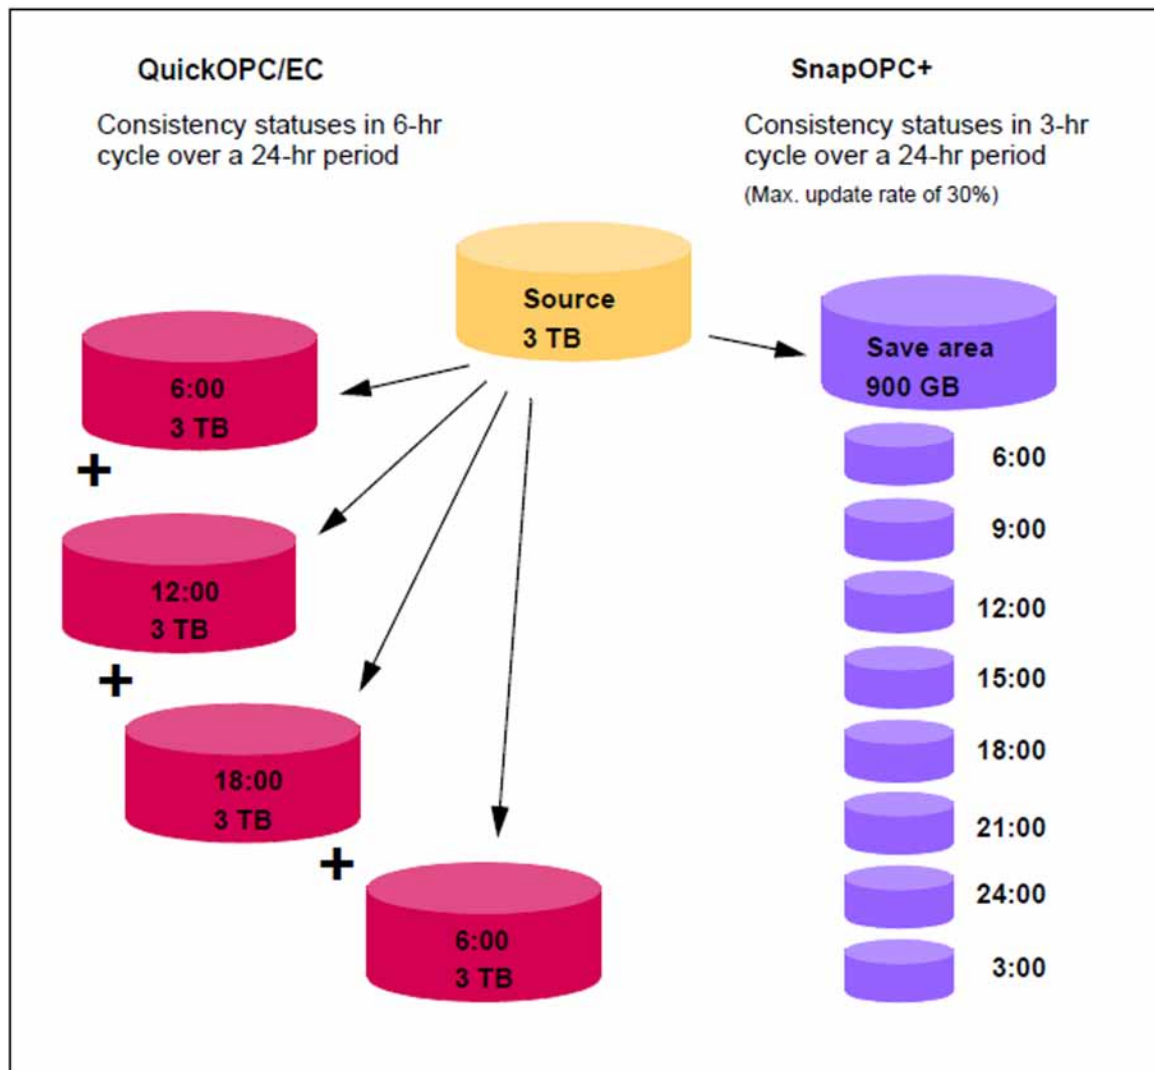 QuickOPC/EC
Consistency statuses in 6-hr
cycle over a 24-hr period
SnapOPC+
Consistency statuses in 3-hr
cycle over a 24-hr period
(Max. update rate of 30%)
Source
3 TB
6:00
3 TB
+
12:00
3 TB
+
18:00
3 TB
+
6:00
3 TB
Save area
900 GB
6:00
9:00
12:00
15:00
18:00
21:00
24:00
3:00